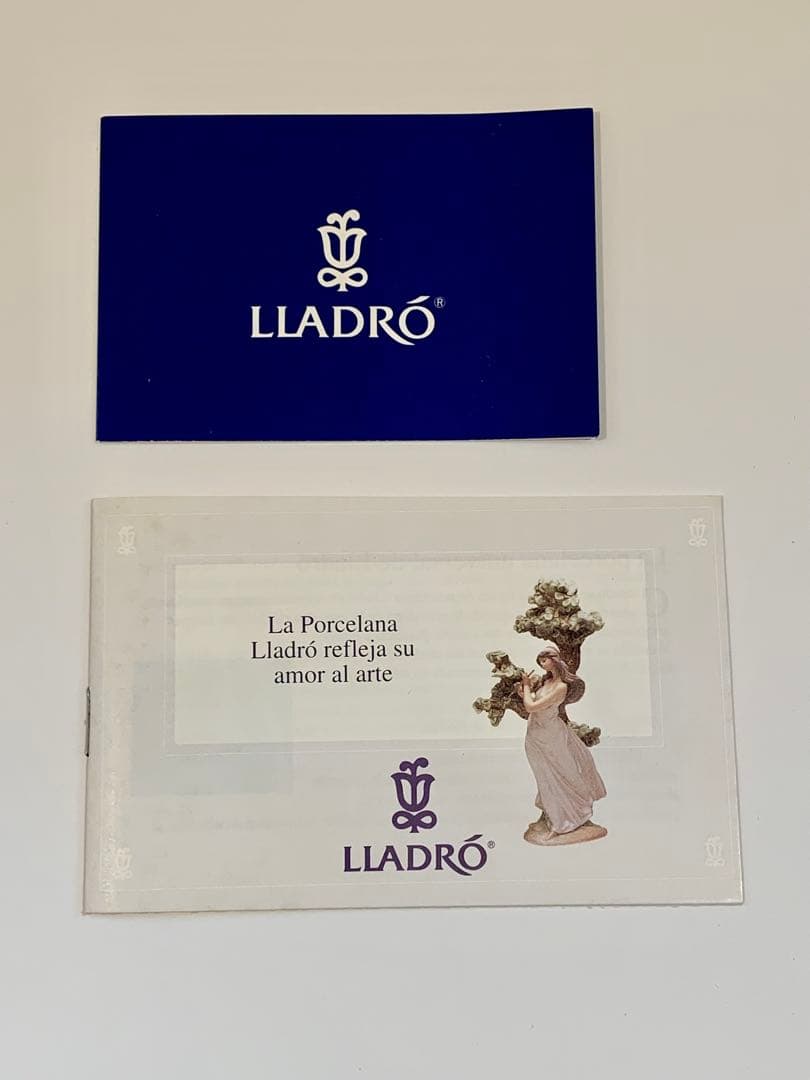 LLADRÓ®
La Porcelana
Lladró refleja su
amor al arte
LLADRÓ®